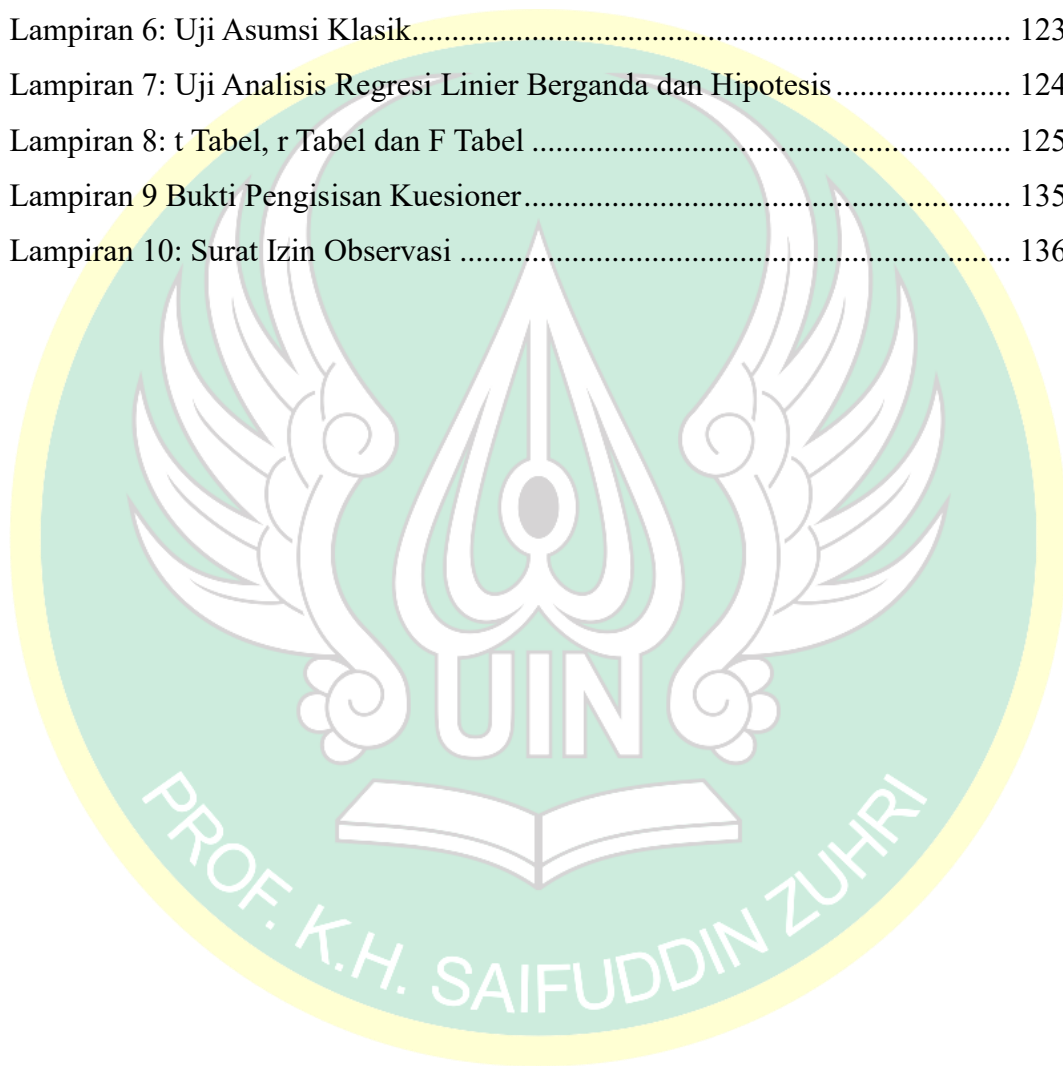 Lampiran 6: Uji Asumsi Klasik........................................................................... 123
Lampiran 7: Uji Analisis Regresi Linier Berganda dan Hipotesis...................... 124
Lampiran 8: t Tabel, r Tabel dan F Tabel ............................................................ 125
Lampiran 9 Bukti Pengisisan Kuesioner............................................................. 135
Lampiran 10: Surat Izin Observasi ..................................................................... 136
UIN
PROF. K.H. SAIFUDDIN ZUHRI